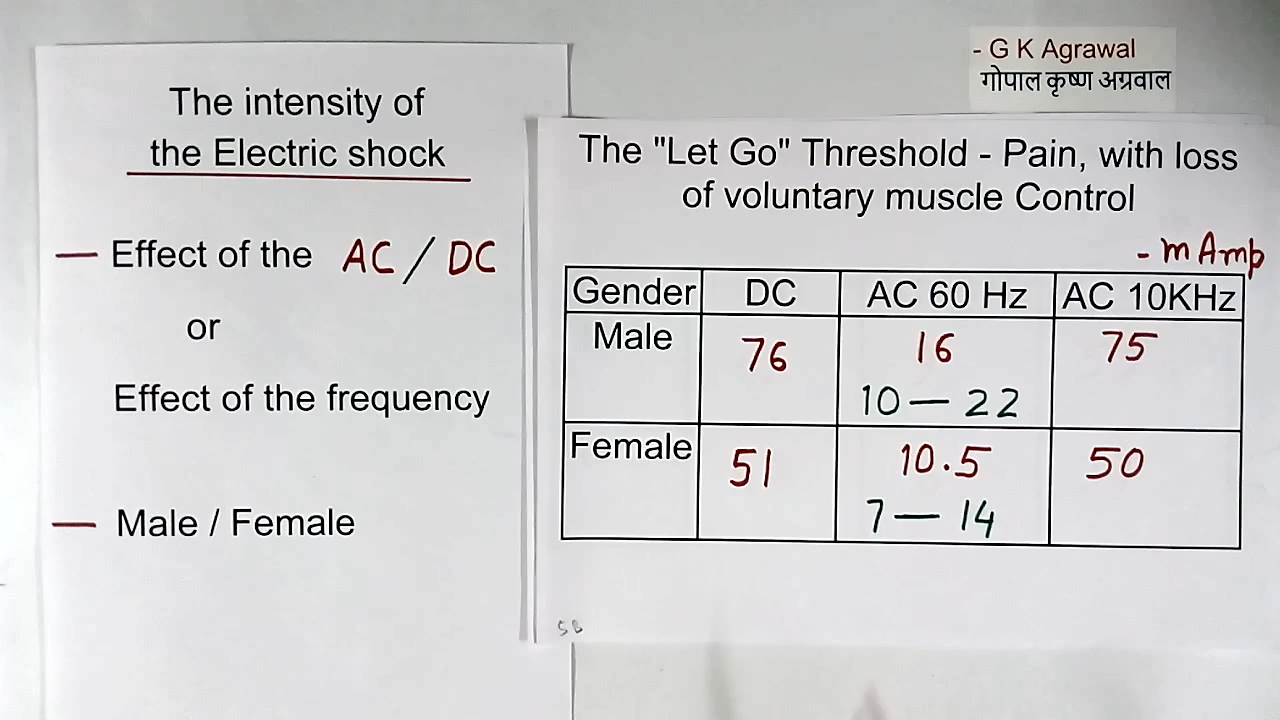 - G K Agrawal
गोपाल कृष्ण अग्रवाल
The intensity of
the Electric shock
— Effect of the AC / DC
or
Effect of the frequency
— Male / Female
The "Let Go" Threshold - Pain, with loss
of voluntary muscle Control
- m Amp
Gender DC AC 60 Hz AC 10KHz
Male 76 16 75
10 — 22
Female 51 10.5 50
7 — 14